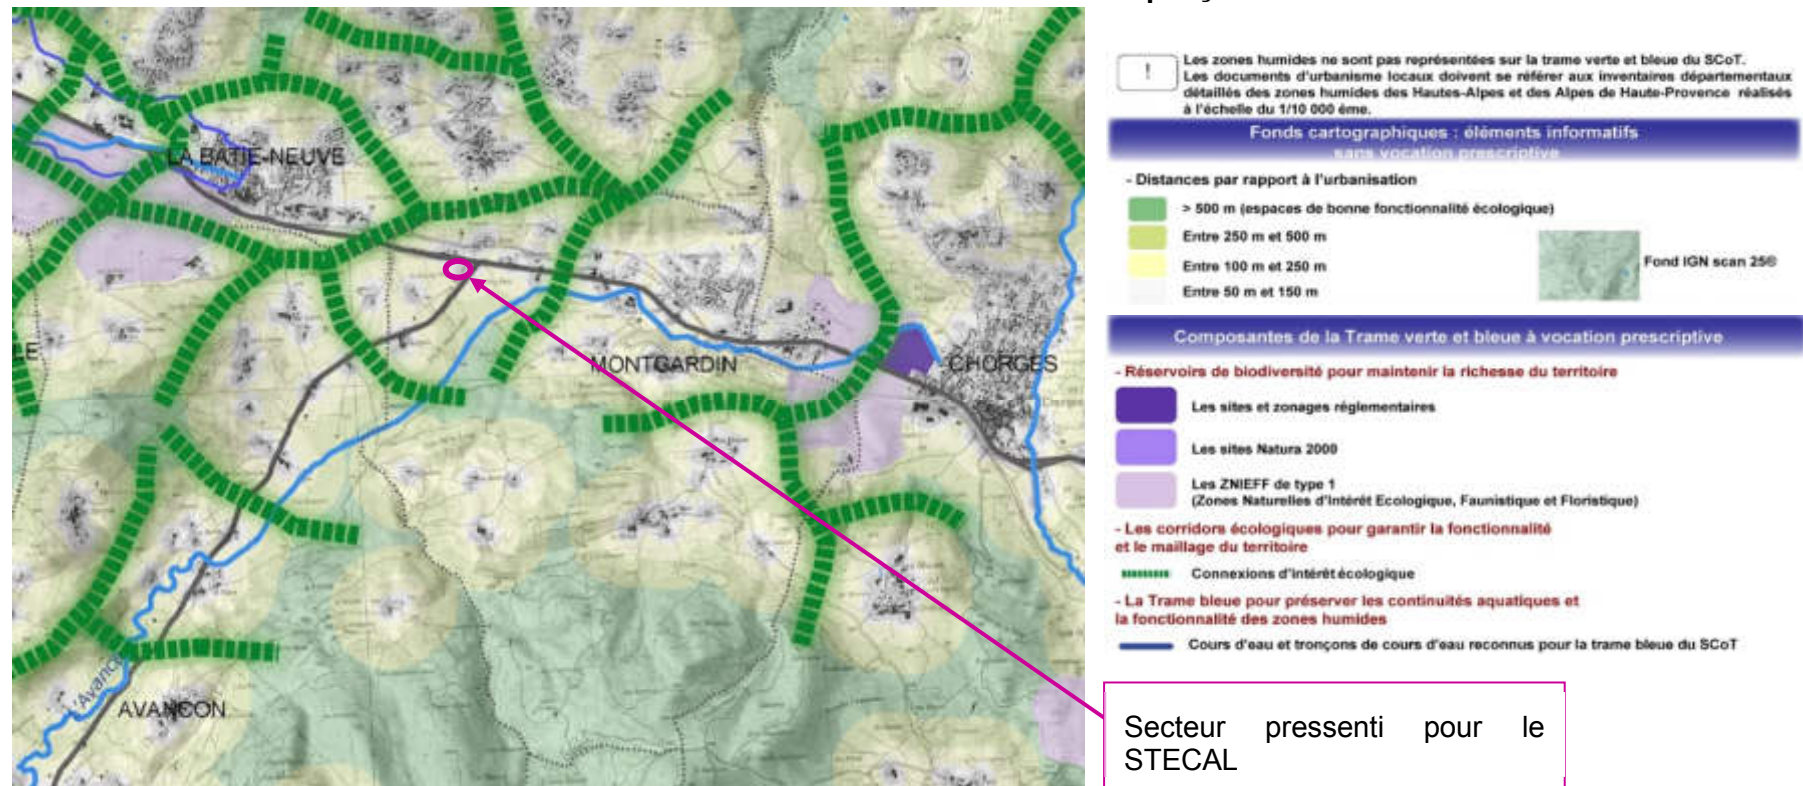 LA BATIE-NEUVE
LE
MONTGARDIN
CHORGES
L'Avance
AVANCON
!
Les zones humides ne sont pas représentées sur la trame verte et bleue du SCoT.
Les documents d'urbanisme locaux doivent se référer aux inventaires départementaux
détaillés des zones humides des Hautes-Alpes et des Alpes de Haute-Provence réalisés
à l'échelle du 1/10 000 ème.
Fonds cartographiques : éléments informatifs
sans vocation prescriptive
- Distances par rapport à l'urbanisation
> 500 m (espaces de bonne fonctionnalité écologique)
Entre 250 m et 500 m
Entre 100 m et 250 m
Entre 50 m et 150 m
Fond IGN scan 25®
Composantes de la Trame verte et bleue à vocation prescriptive
- Réservoirs de biodiversité pour maintenir la richesse du territoire
Les sites et zonages réglementaires
Les sites Natura 2000
Les ZNIEFF de type 1
(Zones Naturelles d'Intérêt Ecologique, Faunistique et Floristique)
- Les corridors écologiques pour garantir la fonctionnalité
et le maillage du territoire
Connexions d'intérêt écologique
- La Trame bleue pour préserver les continuités aquatiques et
la fonctionnalité des zones humides
Cours d'eau et tronçons de cours d'eau reconnus pour la trame bleue du SCoT
Secteur pressenti pour le
STECAL